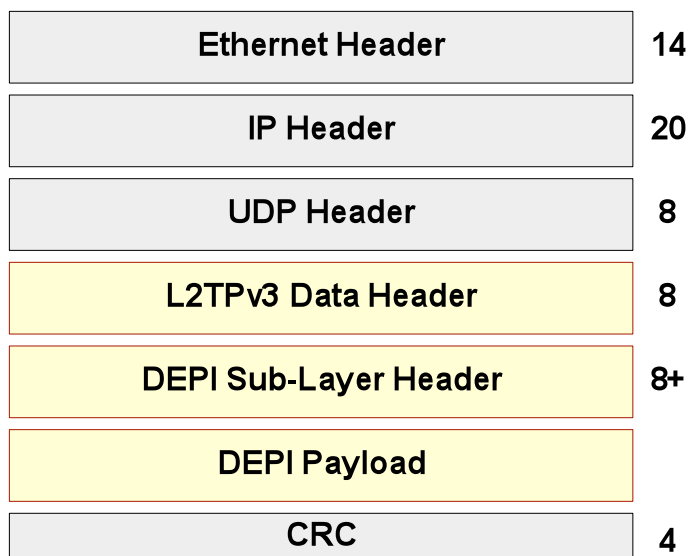 Ethernet Header 14
IP Header 20
UDP Header 8
L2TPv3 Data Header 8
DEPI Sub-Layer Header 8+
DEPI Payload
CRC 4